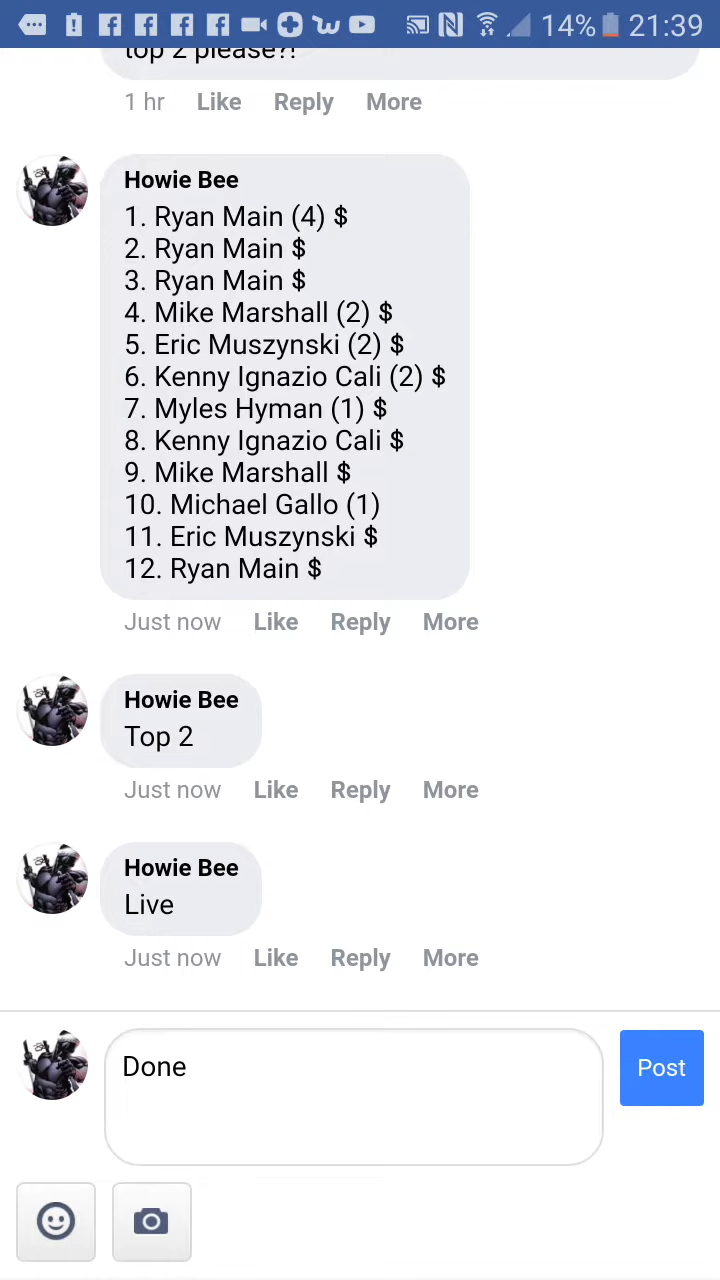 14% 21:39
top 2 please?!
1 hr Like Reply More
Howie Bee
1. Ryan Main (4) $
2. Ryan Main $
3. Ryan Main $
4. Mike Marshall (2) $
5. Eric Muszynski (2) $
6. Kenny Ignazio Cali (2) $
7. Myles Hyman (1) $
8. Kenny Ignazio Cali $
9. Mike Marshall $
10. Michael Gallo (1)
11. Eric Muszynski $
12. Ryan Main $
Just now Like Reply More
Howie Bee
Top 2
Just now Like Reply More
Howie Bee
Live
Just now Like Reply More
Done
Post